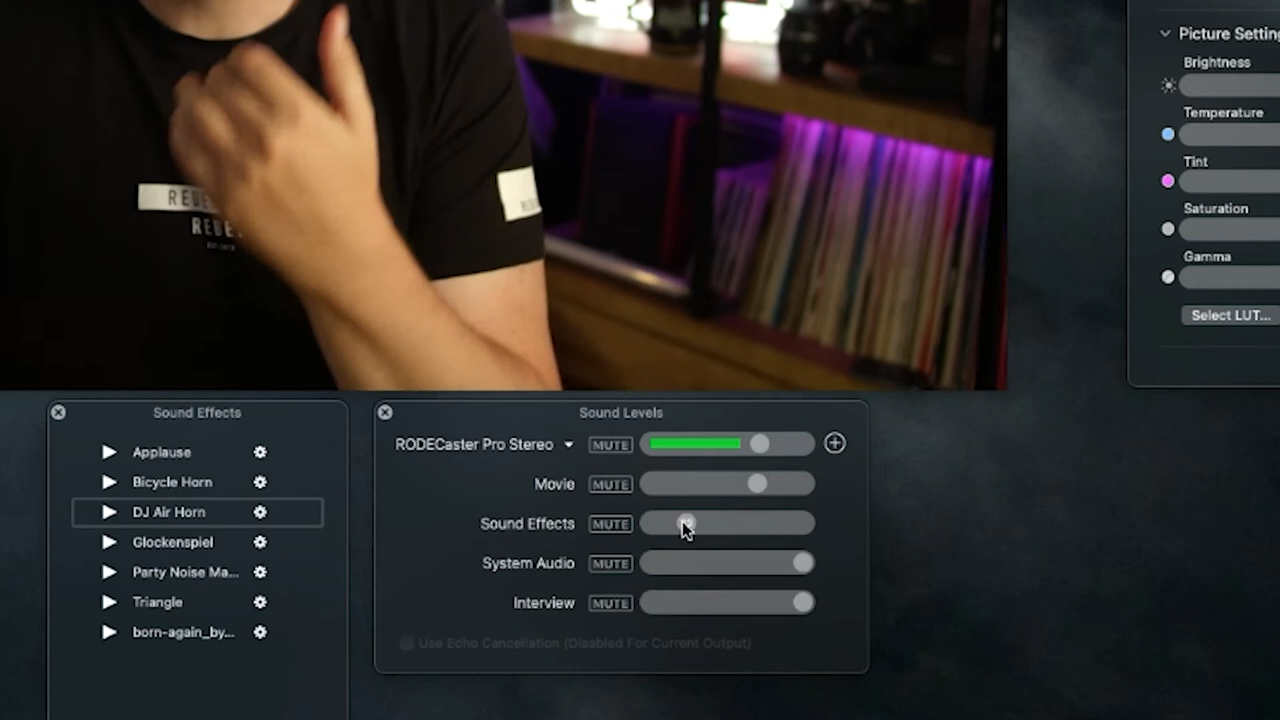 Picture Setting
Brightness
Temperature
Tint
Saturation
Gamma
Select LUT...
Sound Effects
Applause
Bicycle Horn
DJ Air Horn
Glockenspiel
Party Noise Ma...
Triangle
born-again_by...
Sound Levels
RODECaster Pro Stereo MUTE
Movie MUTE
Sound Effects MUTE
System Audio MUTE
Interview MUTE
Use Echo Cancellation (Disabled For Current Output)